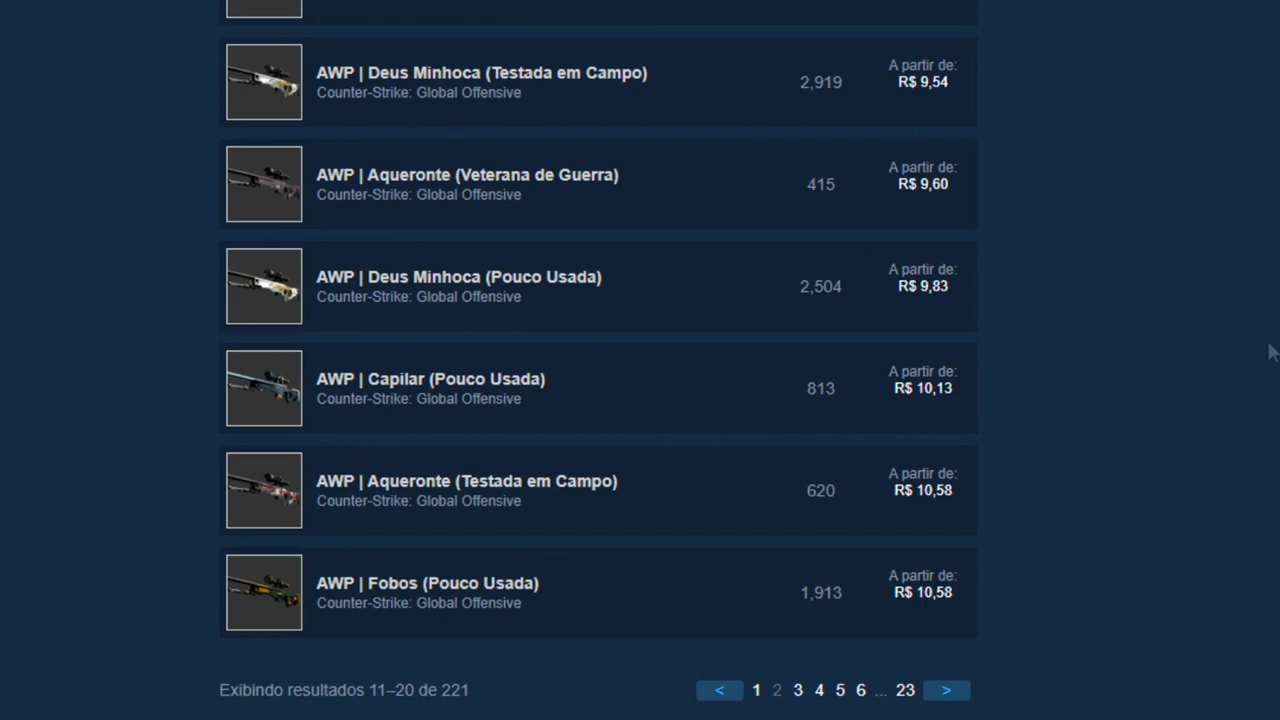 AWP | Deus Minhoca (Testada em Campo)
Counter-Strike: Global Offensive
2,919
A partir de:
R$ 9,54
AWP | Aqueronte (Veterana de Guerra)
Counter-Strike: Global Offensive
415
A partir de:
R$ 9,60
AWP | Deus Minhoca (Pouco Usada)
Counter-Strike: Global Offensive
2,504
A partir de:
R$ 9,83
AWP | Capilar (Pouco Usada)
Counter-Strike: Global Offensive
813
A partir de:
R$ 10,13
AWP | Aqueronte (Testada em Campo)
Counter-Strike: Global Offensive
620
A partir de:
R$ 10,58
AWP | Fobos (Pouco Usada)
Counter-Strike: Global Offensive
1,913
A partir de:
R$ 10,58
Exibindo resultados 11–20 de 221
< 1 2 3 4 5 6 ... 23 >